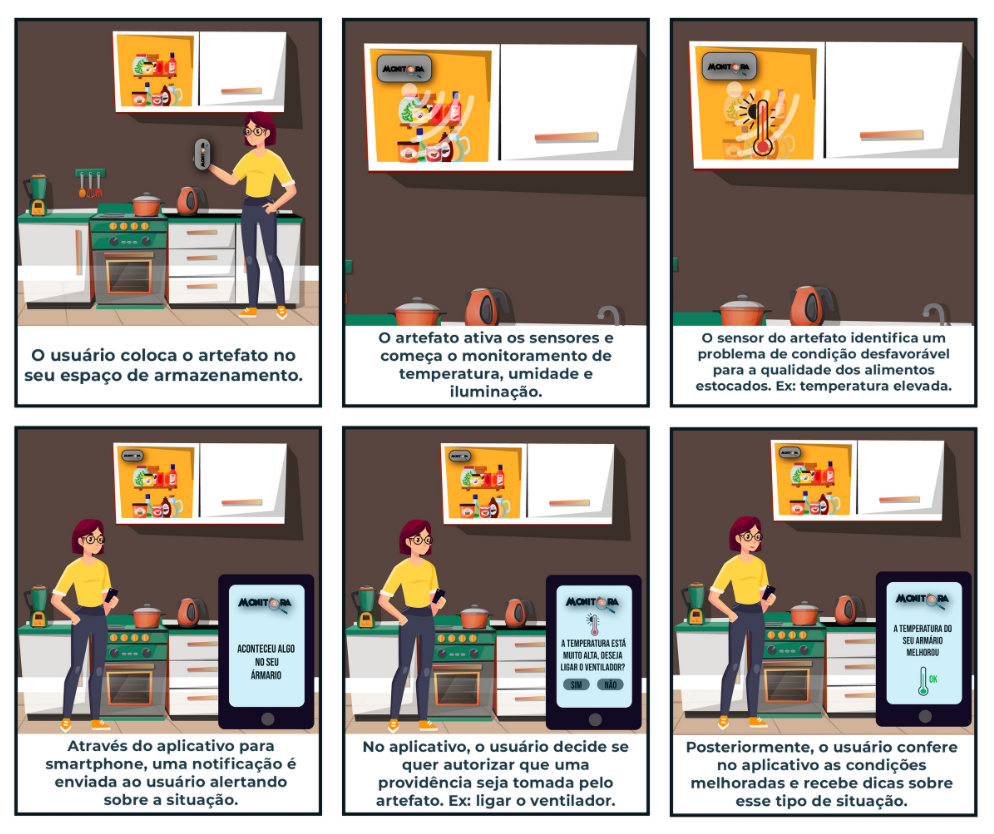 MONITORA
O usuário coloca o artefato no
seu espaço de armazenamento.
MONITORA
O artefato ativa os sensores e
começa o monitoramento de
temperatura, umidade e
iluminação.
MONITORA
O sensor do artefato identifica um
problema de condição desfavorável
para a qualidade dos alimentos
estocados. Ex: temperatura elevada.
MONITORA
MONITORA
ACONTECEU ALGO
NO SEU
ÁRMARIO
Através do aplicativo para
smartphone, uma notificação é
enviada ao usuário alertando
sobre a situação.
MONITORA
MONITORA
A TEMPERATURA ESTÁ
MUITO ALTA, DESEJA
LIGAR O VENTILADOR?
SIM NÃO
No aplicativo, o usuário decide se
quer autorizar que uma
providência seja tomada pelo
artefato. Ex: ligar o ventilador.
MONITORA
MONITORA
A TEMPERATURA DO
SEU ARMÁRIO
MELHOROU
OK
Posteriormente, o usuário confere
no aplicativo as condições
melhoradas e recebe dicas sobre
esse tipo de situação.